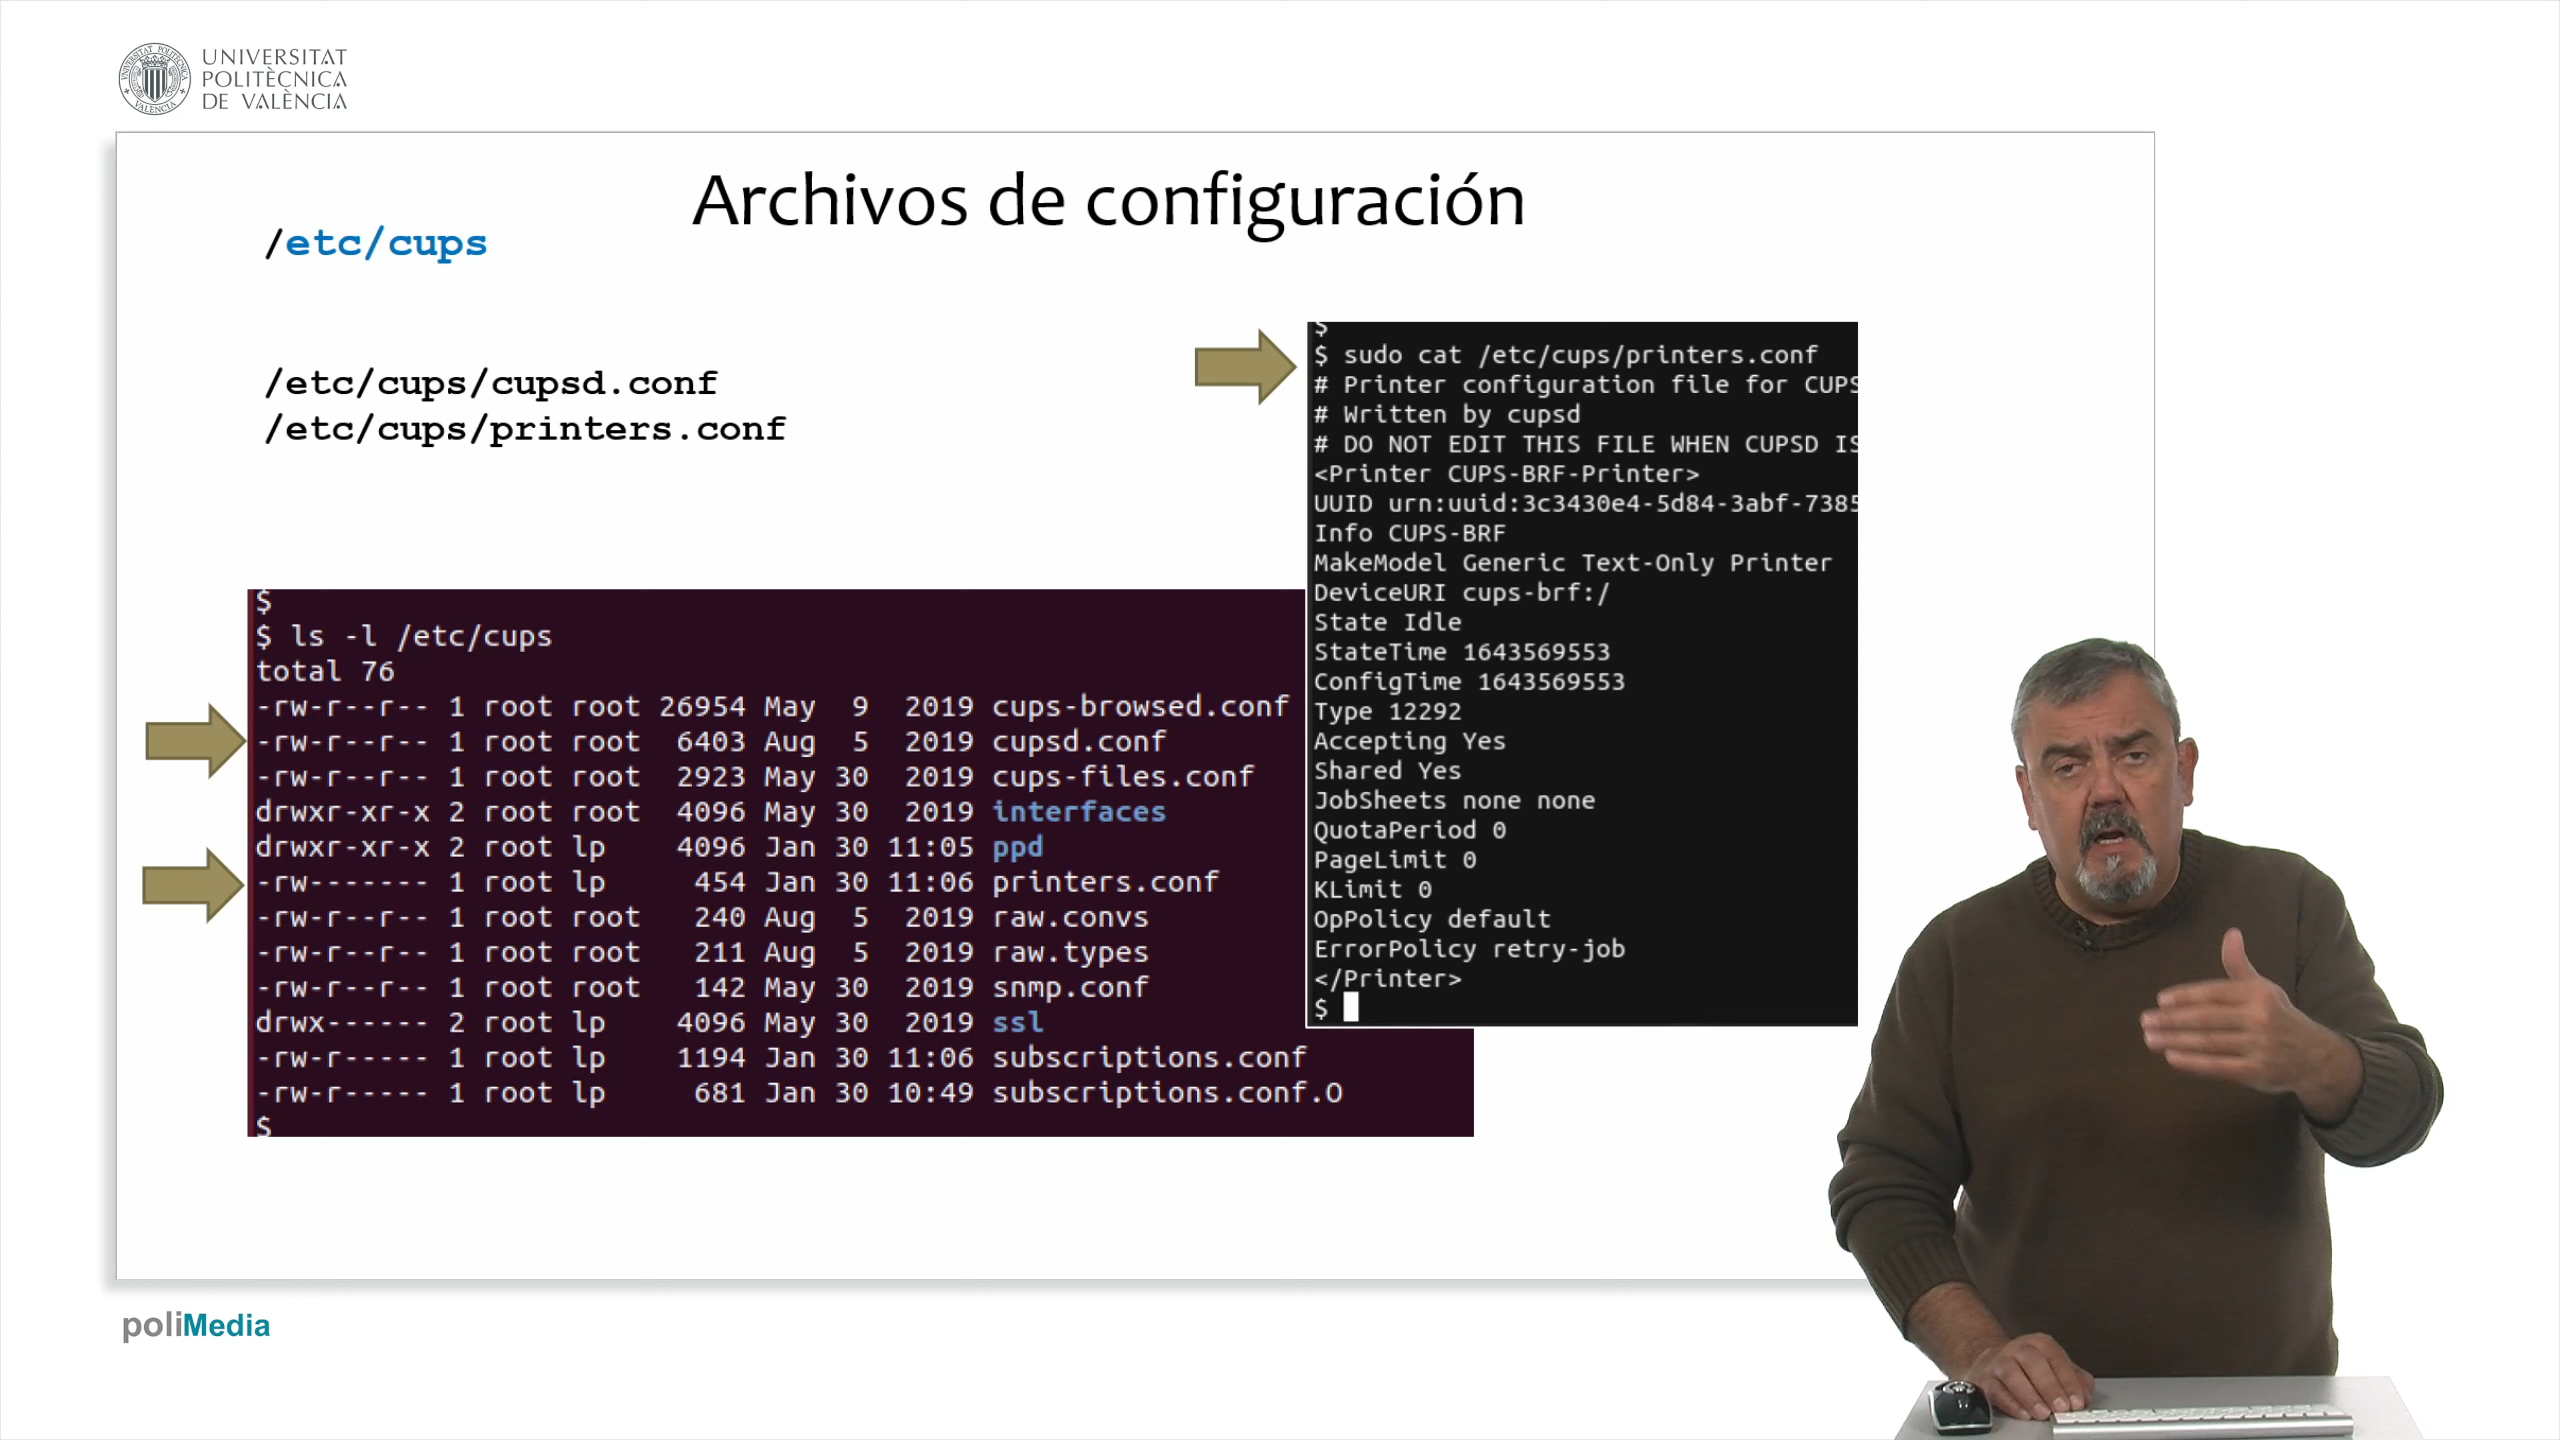 UNIVERSITAT
POLITÈCNICA
DE VALÈNCIA
Archivos de configuración
/etc/cups
/etc/cups/cupsd.conf
/etc/cups/printers.conf
$
$ ls -l /etc/cups
total 76
-rw-r--r-- 1 root root 26954 May  9  2019 cups-browsed.conf
-rw-r--r-- 1 root root  6403 Aug  5  2019 cupsd.conf
-rw-r--r-- 1 root root  2923 May 30  2019 cups-files.conf
drwxr-xr-x 2 root root  4096 May 30  2019 interfaces
drwxr-xr-x 2 root lp    4096 Jan 30 11:05 ppd
-rw------- 1 root lp     454 Jan 30 11:06 printers.conf
-rw-r--r-- 1 root root   240 Aug  5  2019 raw.convs
-rw-r--r-- 1 root root   211 Aug  5  2019 raw.types
-rw-r--r-- 1 root root   142 May 30  2019 snmp.conf
drwx------ 2 root lp    4096 May 30  2019 ssl
-rw-r----- 1 root lp    1194 Jan 30 11:06 subscriptions.conf
-rw-r----- 1 root lp     681 Jan 30 10:49 subscriptions.conf.O
$
$
$ sudo cat /etc/cups/printers.conf
# Printer configuration file for CUPS
# Written by cupsd
# DO NOT EDIT THIS FILE WHEN CUPSD IS
<Printer CUPS-BRF-Printer>
UUID urn:uuid:3c3430e4-5d84-3abf-7385
Info CUPS-BRF
MakeModel Generic Text-Only Printer
DeviceURI cups-brf:/
State Idle
StateTime 1643569553
ConfigTime 1643569553
Type 12292
Accepting Yes
Shared Yes
JobSheets none none
QuotaPeriod 0
PageLimit 0
KLimit 0
OpPolicy default
ErrorPolicy retry-job
</Printer>
$
poliMedia